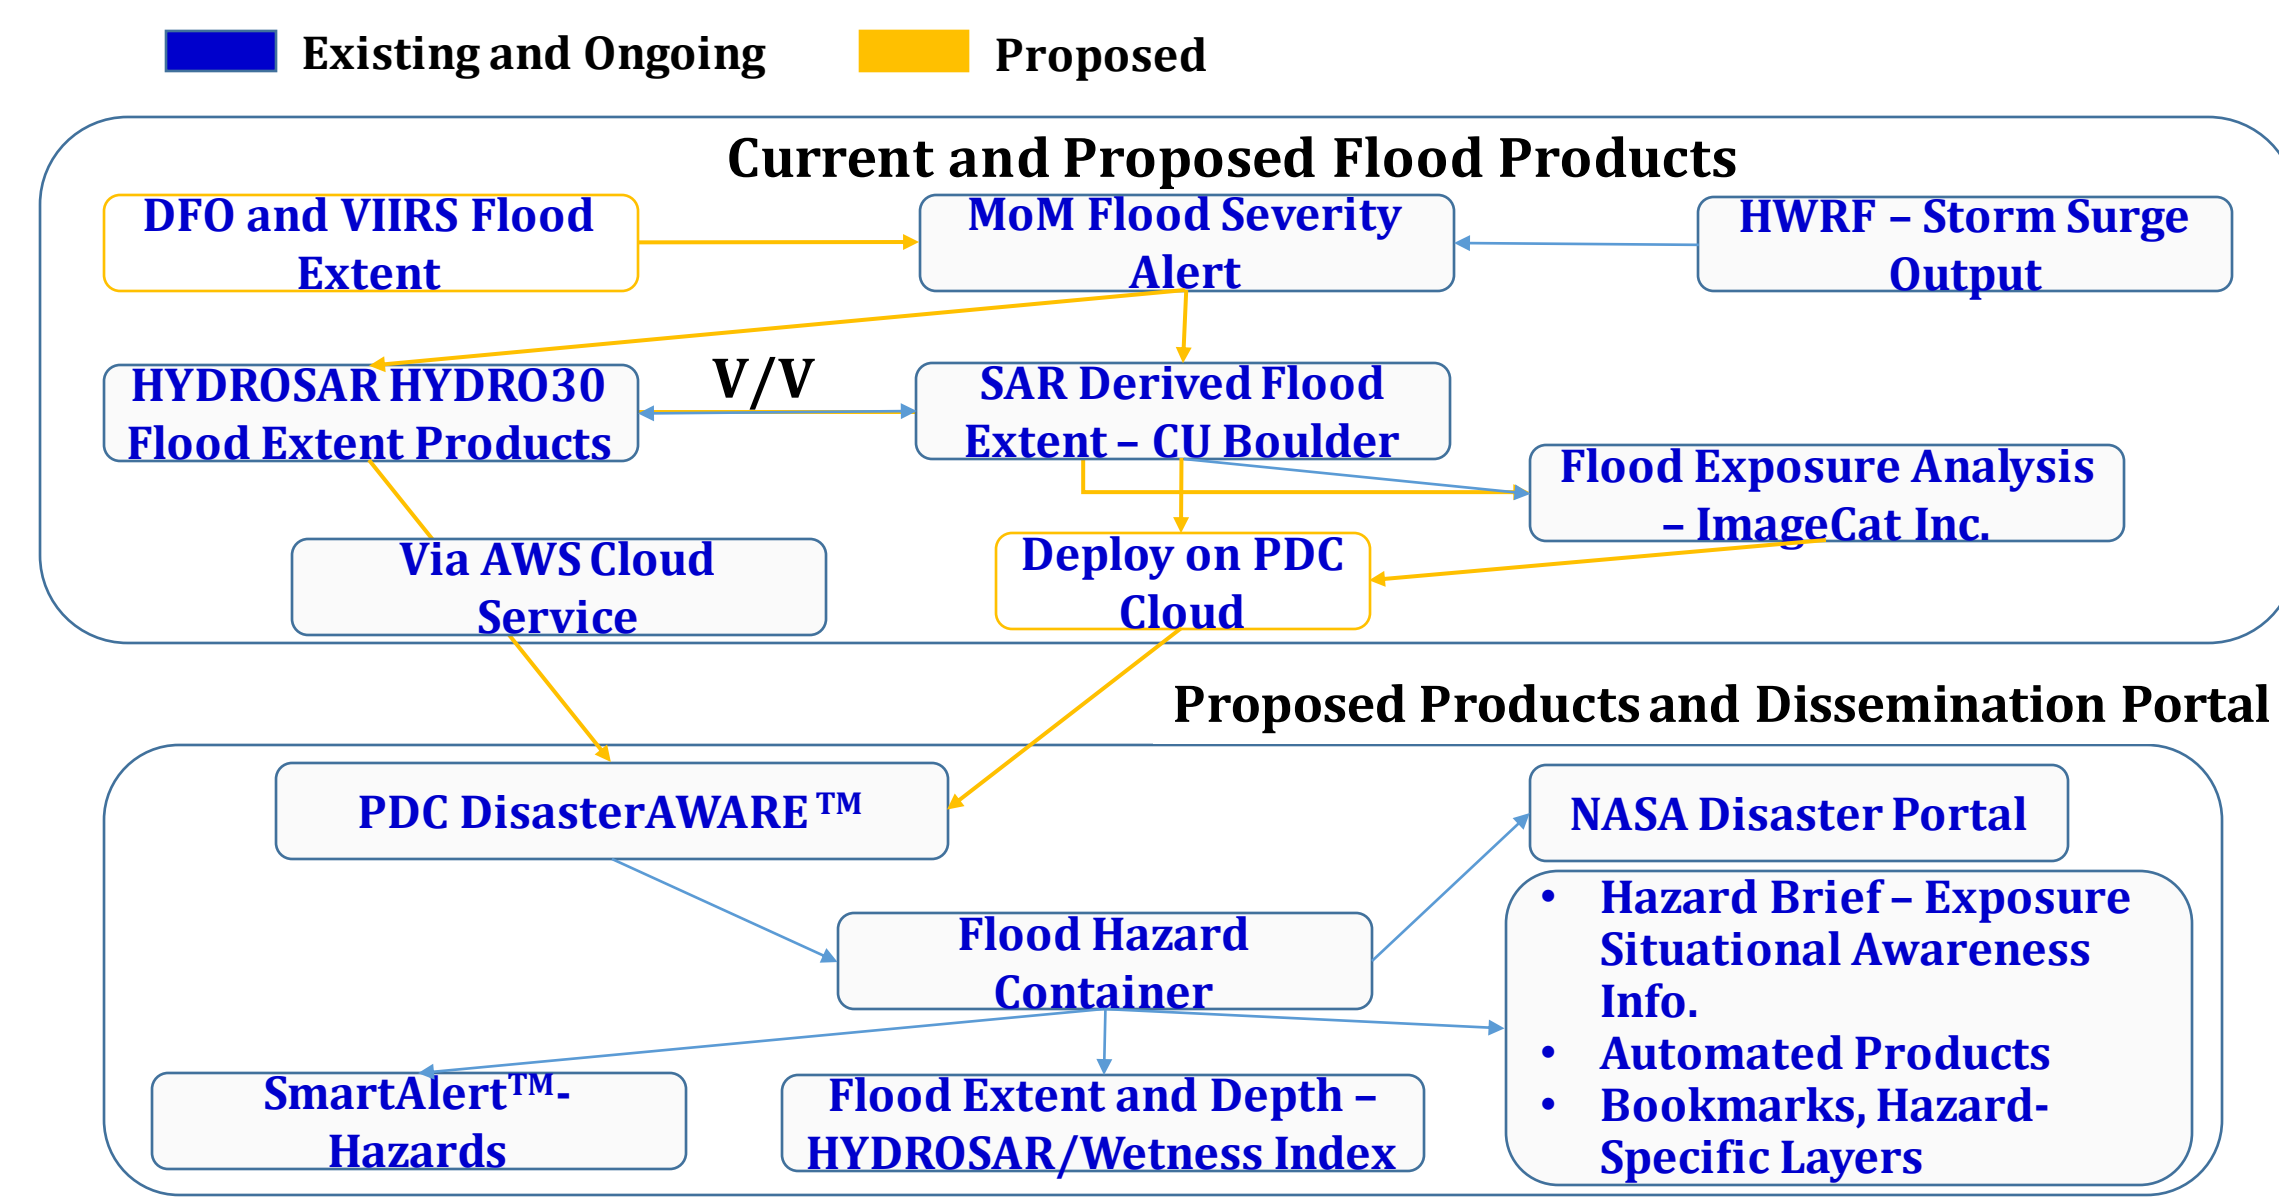 Existing and Ongoing
Proposed
Current and Proposed Flood Products
DFO and VIIRS Flood
Extent
MoM Flood Severity
Alert
HWRF – Storm Surge
Output
HYDROSAR HYDRO30
Flood Extent Products
V/V
SAR Derived Flood
Extent – CU Boulder
Flood Exposure Analysis
– ImageCat Inc.
Via AWS Cloud
Service
Deploy on PDC
Cloud
Proposed Products and Dissemination Portal
PDC DisasterAWARE™
NASA Disaster Portal
Flood Hazard
Container
• Hazard Brief – Exposure
Situational Awareness
Info.
• Automated Products
• Bookmarks, Hazard-
Specific Layers
SmartAlert™-
Hazards
Flood Extent and Depth –
HYDROSAR/Wetness Index